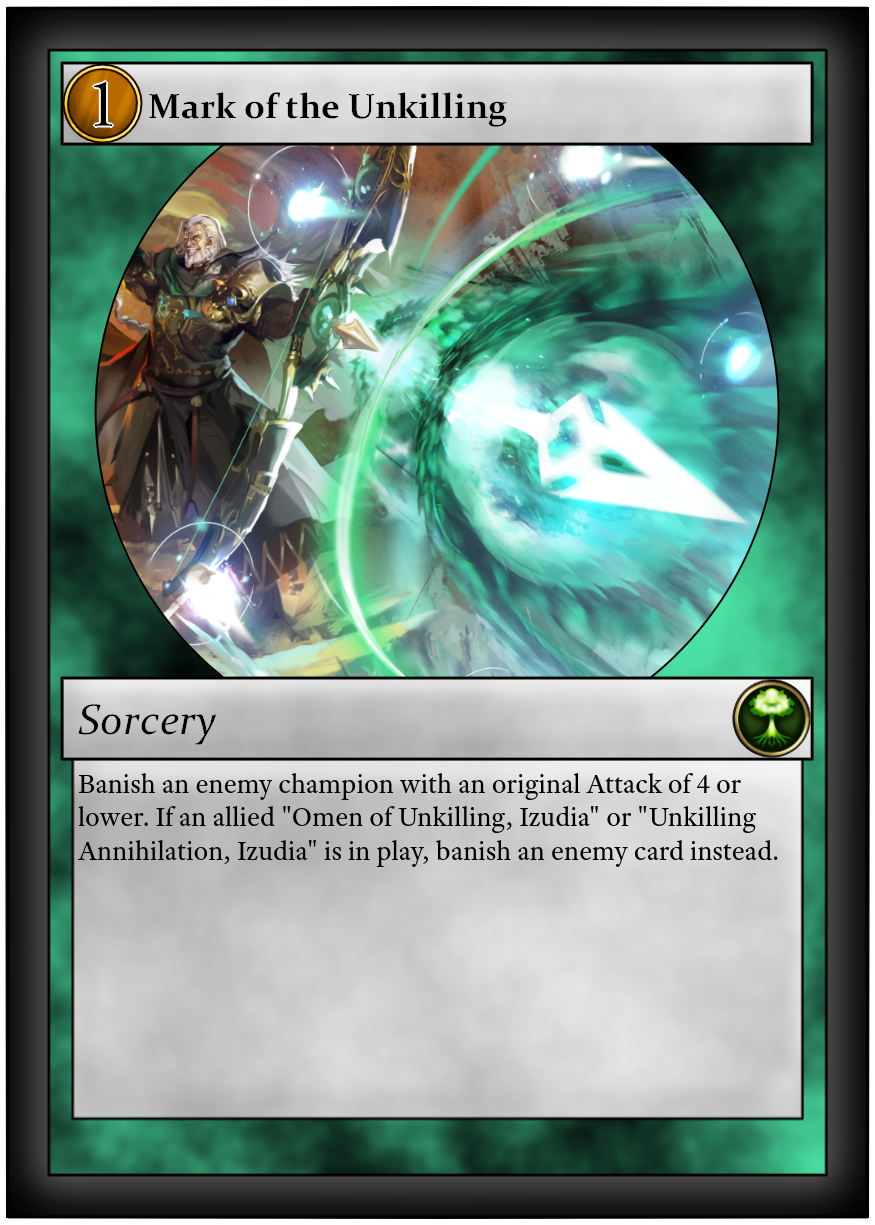 1 Mark of the Unkilling
Sorcery
Banish an enemy champion with an original Attack of 4 or
lower. If an allied "Omen of Unkilling, Izudia" or "Unkilling
Annihilation, Izudia" is in play, banish an enemy card instead.